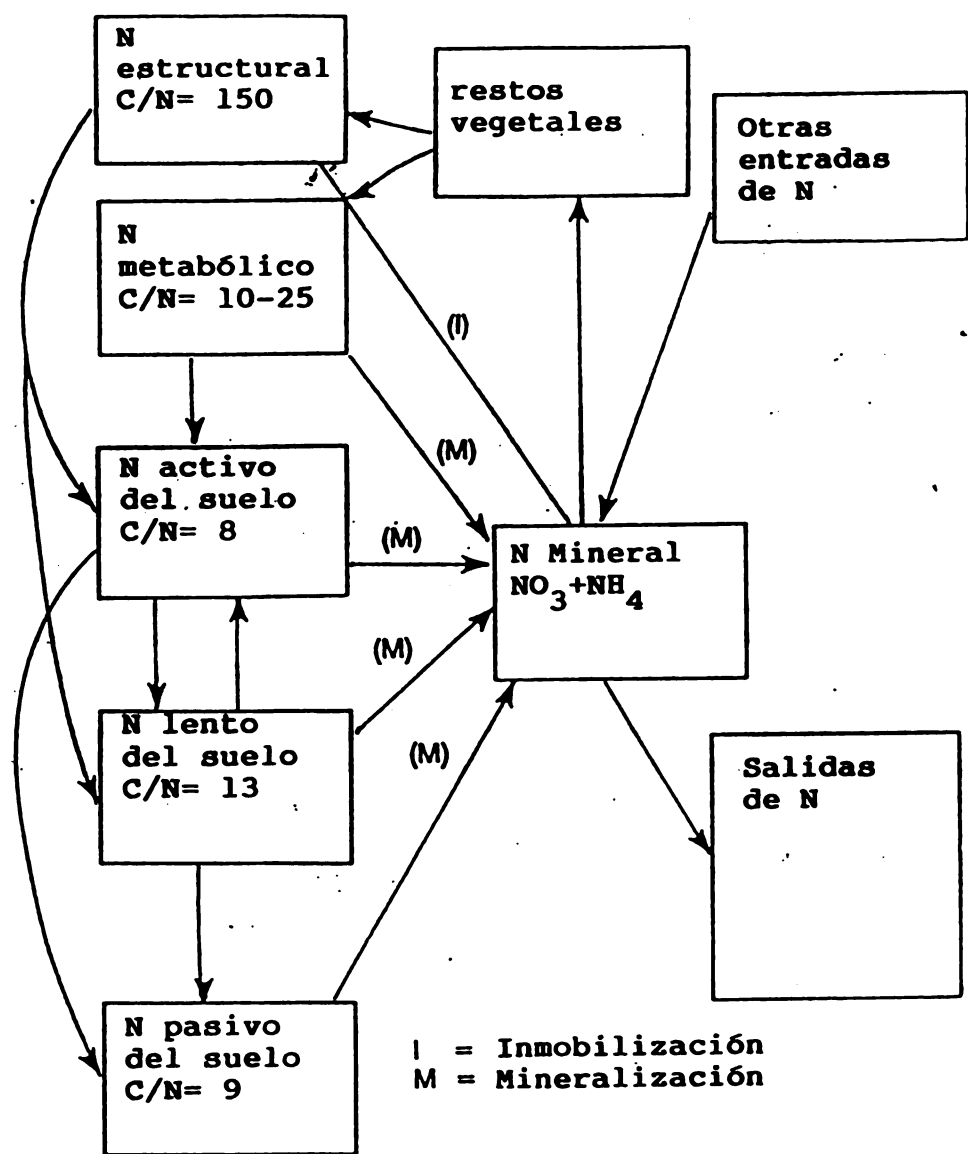 N
estructural
C/N= 150
restos
vegetales
Otras
entradas
de N
N
metabólico
C/N= 10-25
(I)
(M)
N activo
del suelo
C/N= 8
(M)
N Mineral
NO3+NH4
(M)
N lento
del suelo
C/N= 13
(M)
Salidas
de N
N pasivo
del suelo
C/N= 9
I = Inmobilización
M = Mineralización